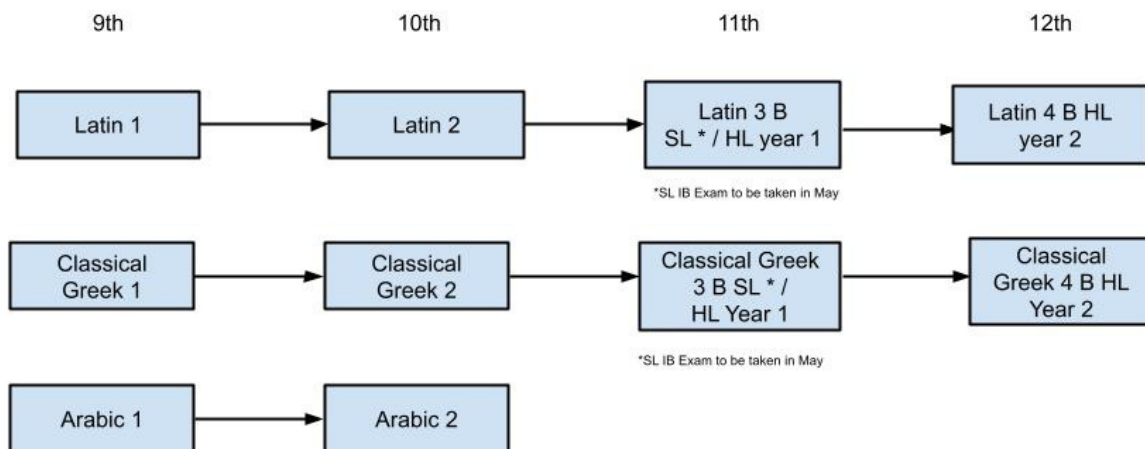 9th
10th
11th
12th
Latin 1
Latin 2
Latin 3 B
SL * / HL year 1
Latin 4 B HL
year 2
*SL IB Exam to be taken in May
Classical
Greek 1
Classical
Greek 2
Classical Greek
3 B SL * /
HL Year 1
Classical
Greek 4 B HL
Year 2
*SL IB Exam to be taken in May
Arabic 1
Arabic 2